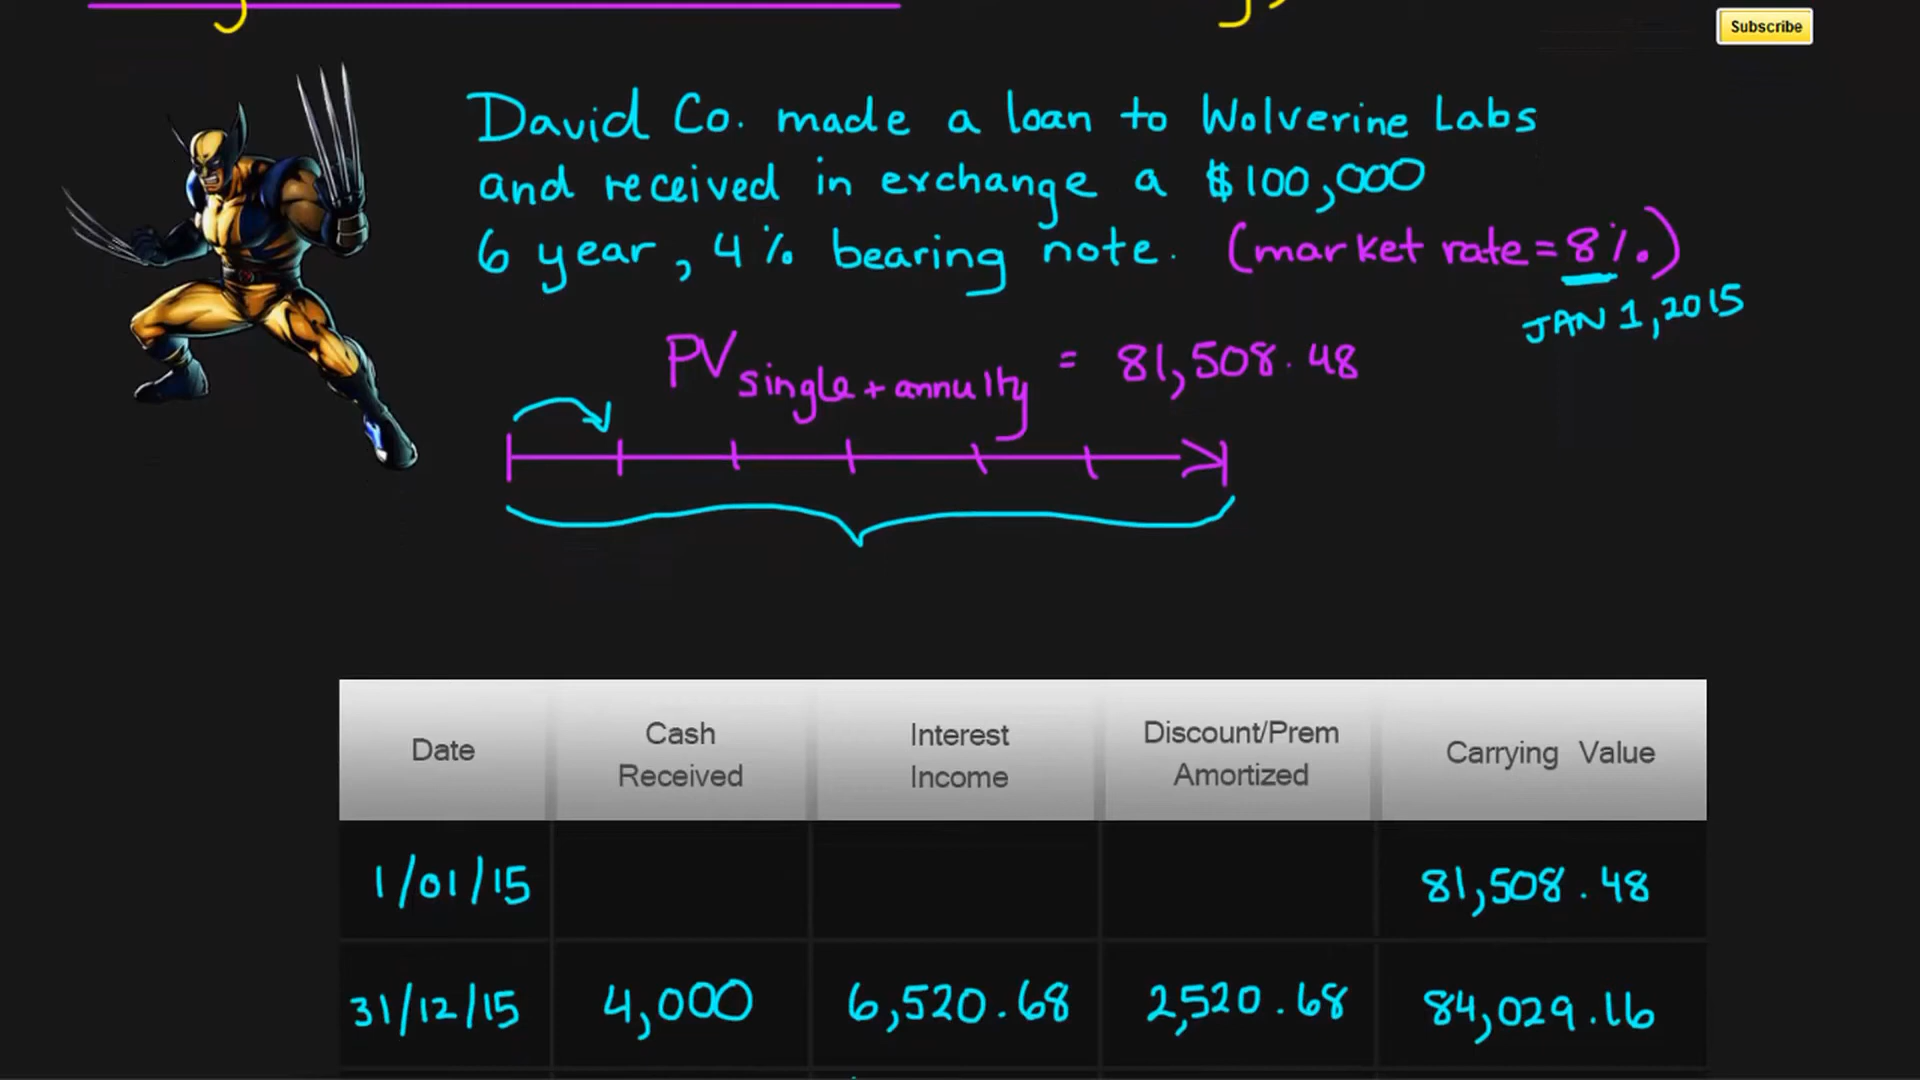 Subscribe
David Co. made a loan to Wolverine Labs
and received in exchange a $100,000
6 year, 4% bearing note. (market rate = 8%)
JAN 1, 2015
PV single + annuity = 81,508.48
Date Cash Received Interest Income Discount/Prem Amortized Carrying Value
1/01/15 81,508.48
31/12/15 4,000 6,520.68 2,520.68 84,029.16